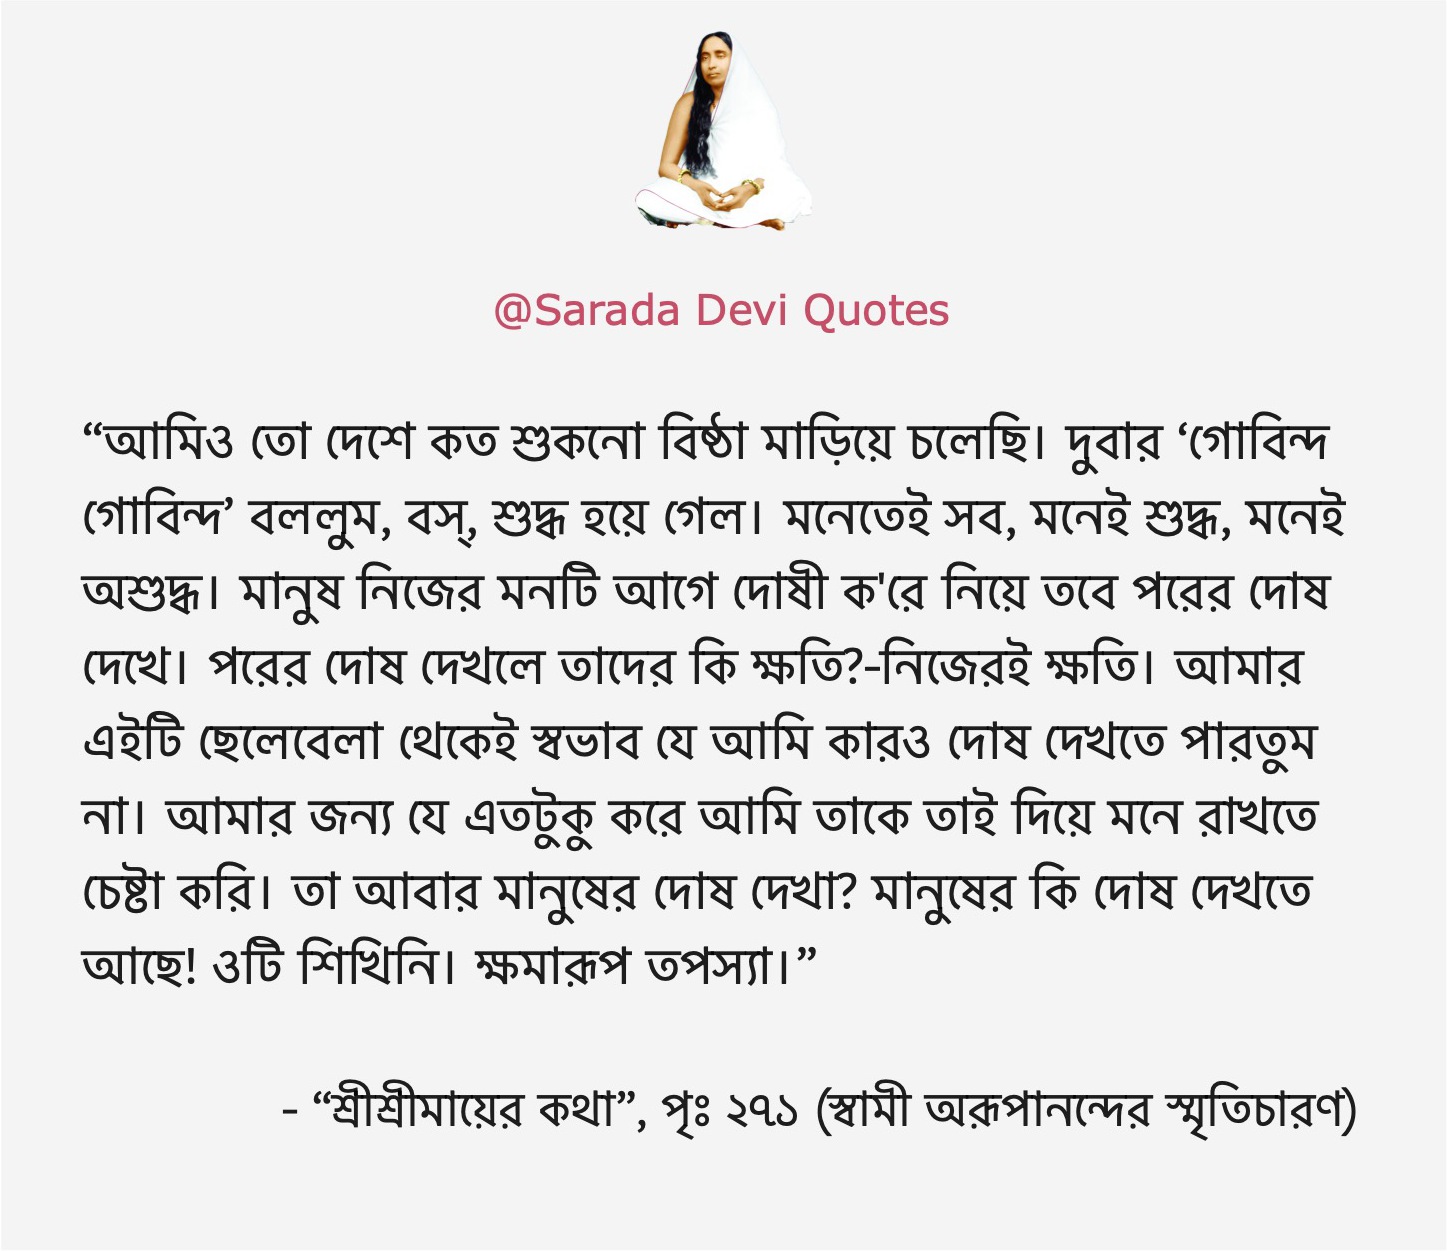 @Sarada Devi Quotes
“আমিও তো দেশে কত শুকনো বিষ্ঠা মাড়িয়ে চলেছি। দুবার ‘গোবিন্দ
গোবিন্দ’ বললুম, বস্, শুদ্ধ হয়ে গেল। মনেতেই সব, মনেই শুদ্ধ, মনেই
অশুদ্ধ। মানুষ নিজের মনটি আগে দোষী ক'রে নিয়ে তবে পরের দোষ
দেখে। পরের দোষ দেখলে তাদের কি ক্ষতি?-নিজেরই ক্ষতি। আমার
এইটি ছেলেবেলা থেকেই স্বভাব যে আমি কারও দোষ দেখতে পারতুম
না। আমার জন্য যে এতটুকু করে আমি তাকে তাই দিয়ে মনে রাখতে
চেষ্টা করি। তা আবার মানুষের দোষ দেখা? মানুষের কি দোষ দেখতে
আছে! ওটি শিখিনি। ক্ষমারূপ তপস্যা।”
- “শ্রীশ্রীমায়ের কথা”, পৃঃ ২৭১ (স্বামী অরূপানন্দের স্মৃতিচারণ)